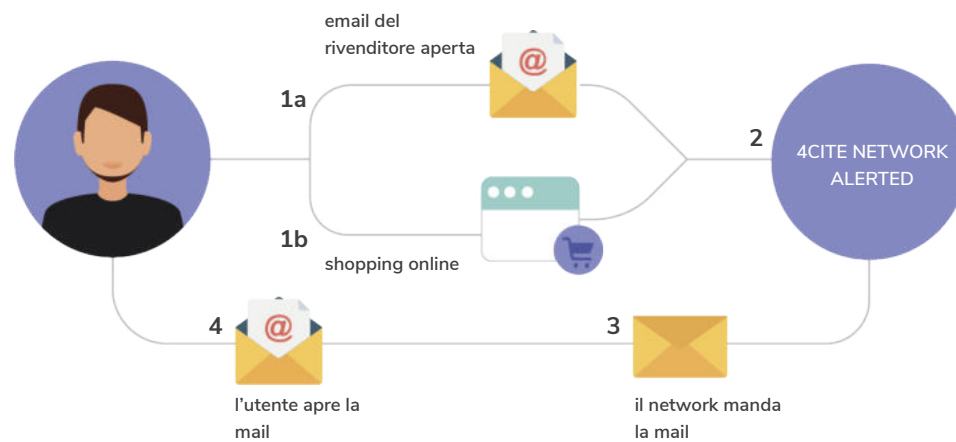 email del
rivenditore aperta
1a
@
2
4CITE NETWORK
ALERTED
1b
shopping online
4
@
3
l'utente apre la
mail
il network manda
la mail